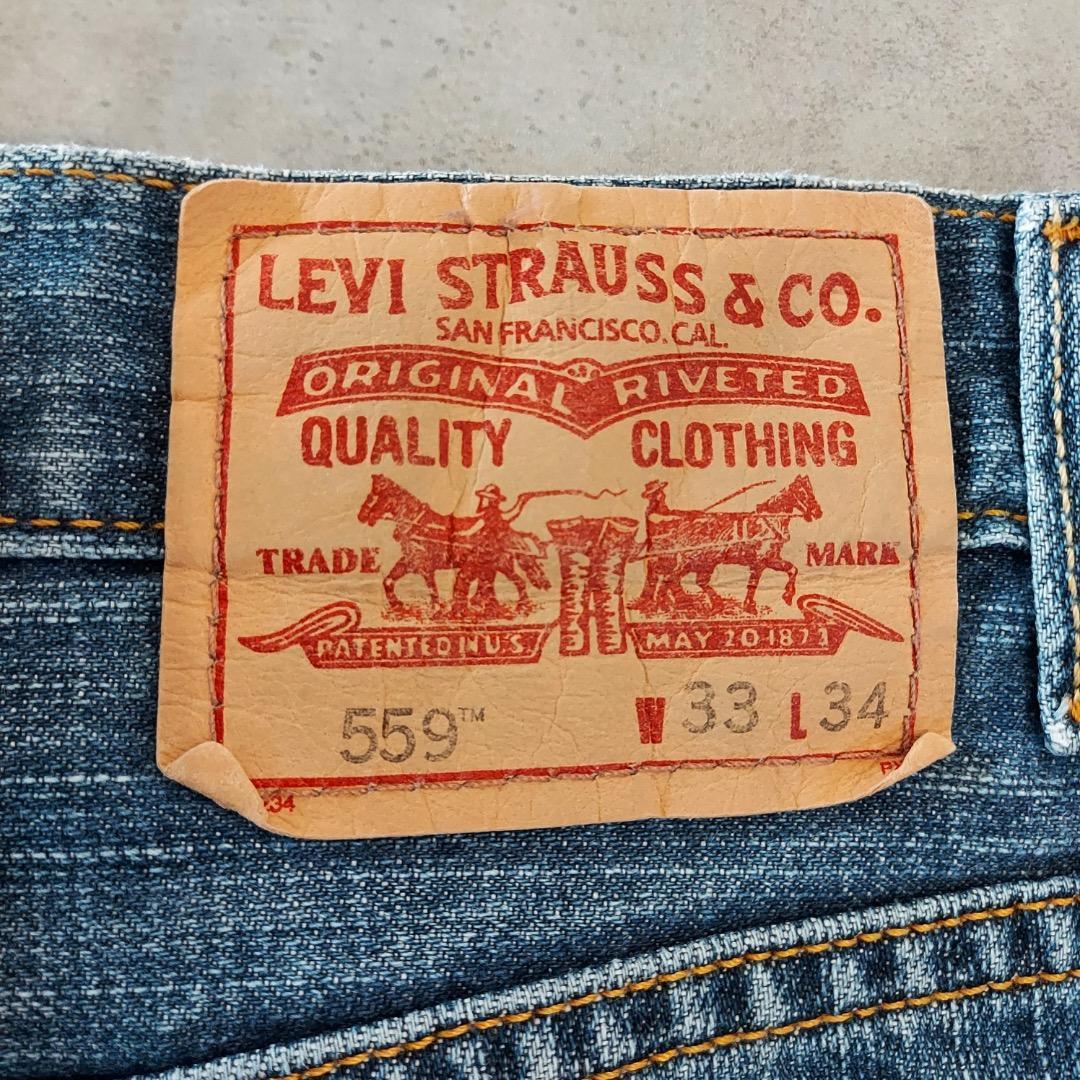 LEVI STRAUSS & CO.
SAN FRANCISCO, CAL.
ORIGINAL RIVETED
QUALITY CLOTHING
TRADE MARK
PATENTED IN U.S. MAY 20 1873
559™ W 33 L 34
34